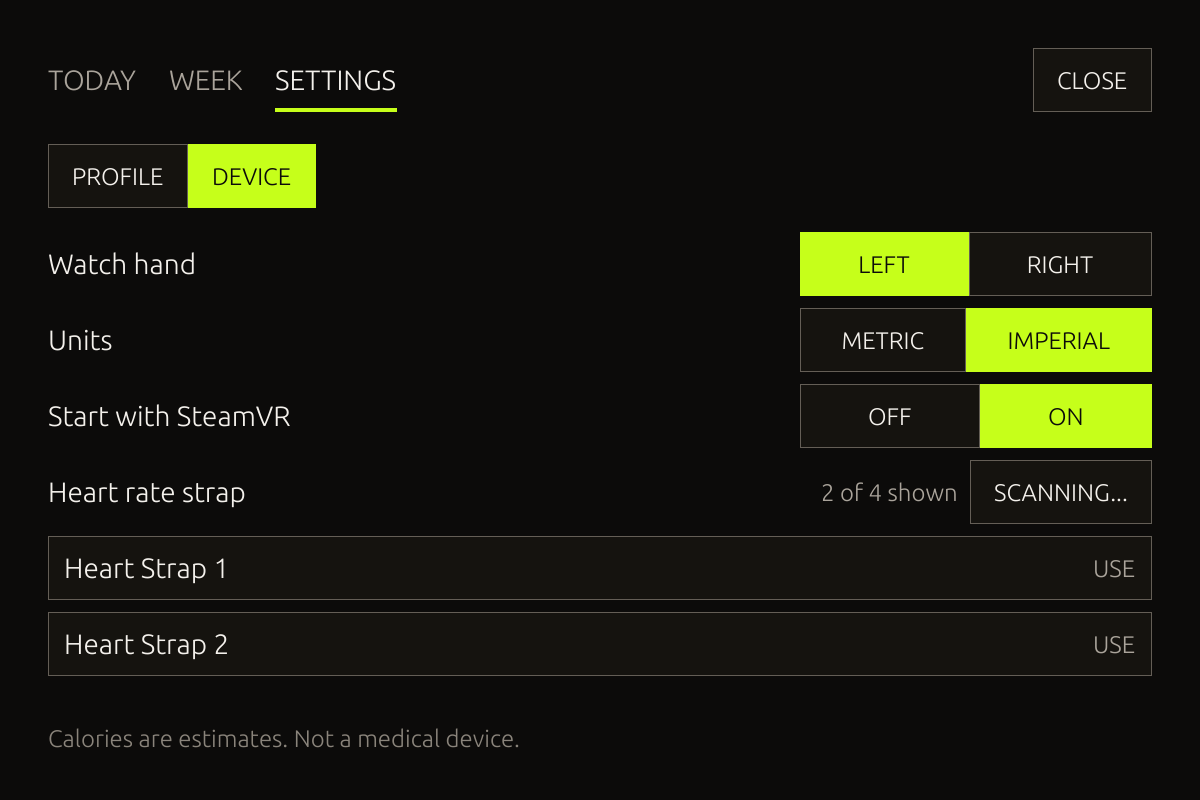 TODAY WEEK SETTINGS CLOSE
PROFILE DEVICE
Watch hand LEFT RIGHT
Units METRIC IMPERIAL
Start with SteamVR OFF ON
Heart rate strap 2 of 4 shown SCANNING...
Heart Strap 1 USE
Heart Strap 2 USE
Calories are estimates. Not a medical device.